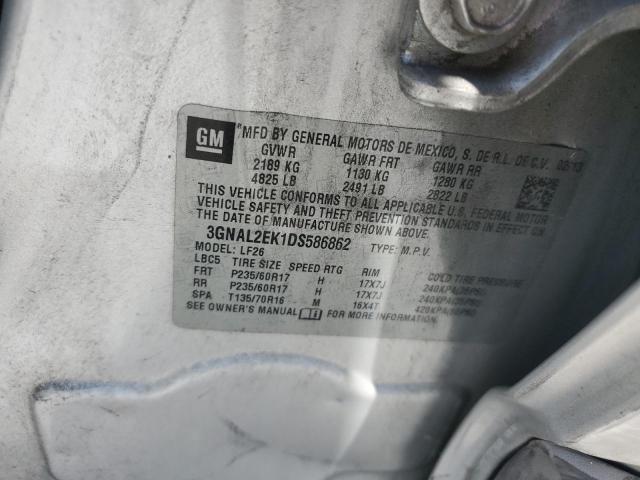 GM
MFD BY GENERAL MOTORS DE MEXICO, S. DE R.L. DE C.V. 02/13
GVWR GAWR FRT GAWR RR
2189 KG 1130 KG 1280 KG
4825 LB 2491 LB 2822 LB
THIS VEHICLE CONFORMS TO ALL APPLICABLE U.S. FEDERAL MOTOR
VEHICLE SAFETY AND THEFT PREVENTION STANDARDS IN EFFECT ON
THE DATE OF MANUFACTURE SHOWN ABOVE.
3GNAL2EK1DS586862 TYPE: M.P.V.
MODEL: LF26
LBC5 TIRE SIZE SPEED RTG RIM COLD TIRE PRESSURE
FRT P235/60R17 H 17X7J 240KPA(35PSI)
RR P235/60R17 H 17X7J 240KPA(35PSI)
SPA T135/70R16 M 16X4T 420KPA(60PSI)
SEE OWNER'S MANUAL FOR MORE INFORMATION.